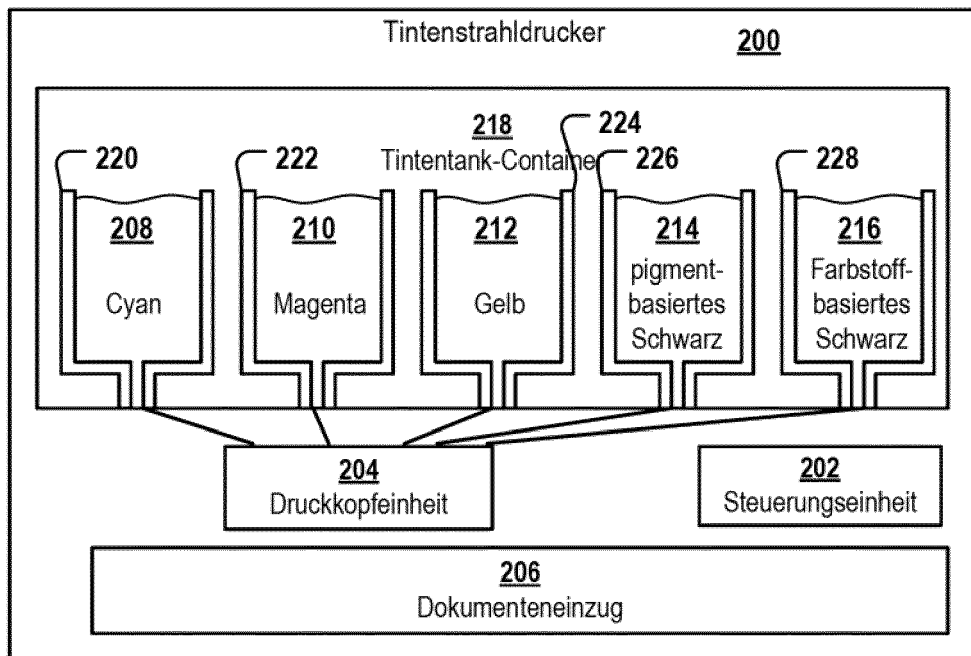 Tintenstrahldrucker 200
218 224
220 222 Tintentank-Container 226 228
208 210 212 214 216
Cyan Magenta Gelb pigment-basiertes Schwarz Farbstoff-basiertes Schwarz
204 202
Druckkopfeinheit Steuerungseinheit
206
Dokumenteneinzug